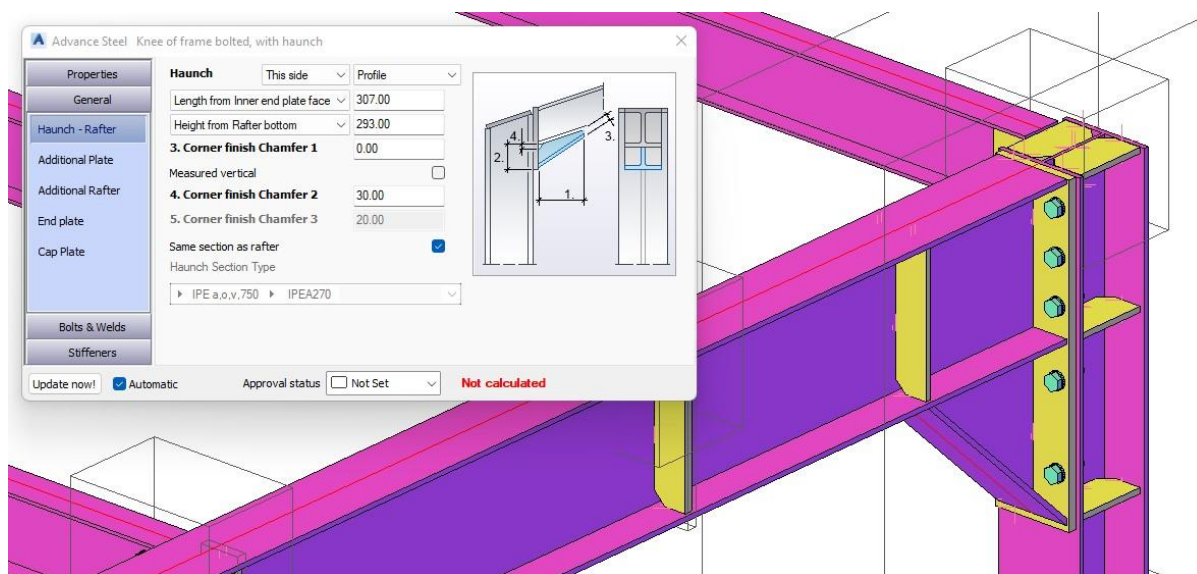 Advance Steel Knee of frame bolted, with haunch
Properties
General
Haunch - Rafter
Additional Plate
Additional Rafter
End plate
Cap Plate
Bolts & Welds
Stiffeners
Haunch This side Profile
Length from Inner end plate face 307.00
Height from Rafter bottom 293.00
3. Corner finish Chamfer 1 0.00
Measured vertical
4. Corner finish Chamfer 2 30.00
5. Corner finish Chamfer 3 20.00
Same section as rafter
Haunch Section Type
IPE a,o,v,750 IPEA270
4.
2.
3.
1.
Update now! Automatic Approval status Not Set Not calculated